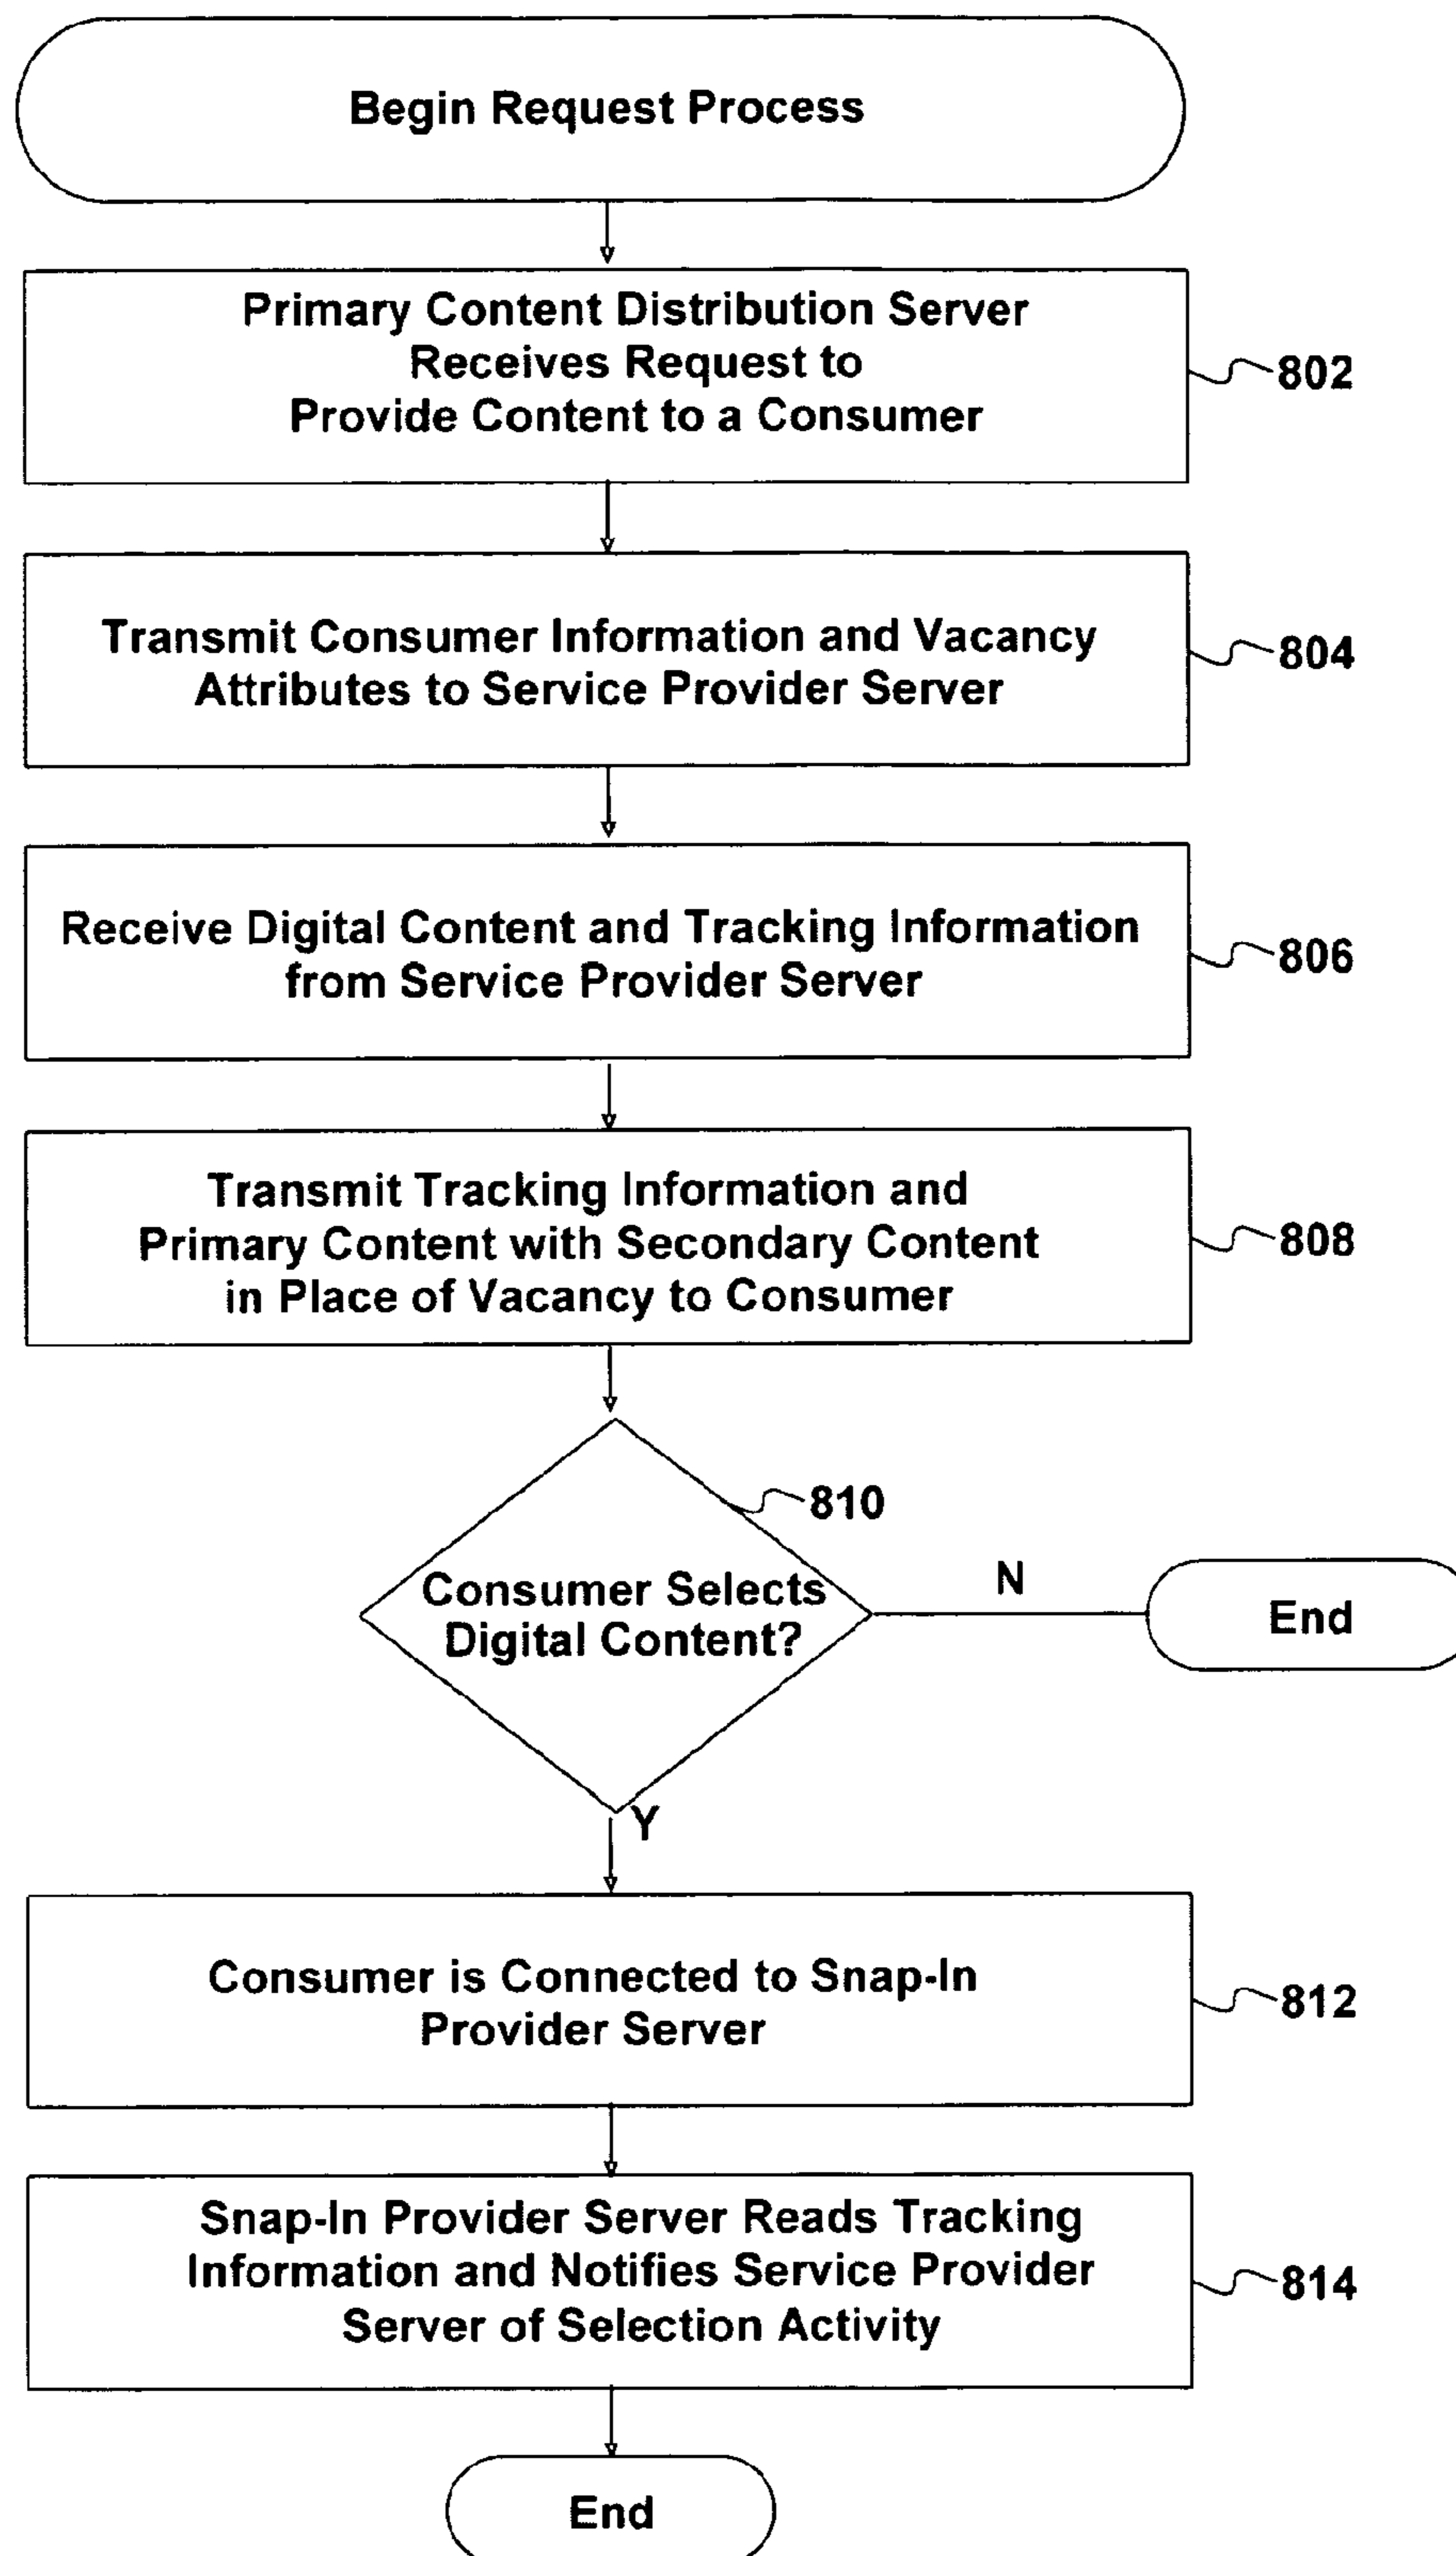 Begin Request Process
Primary Content Distribution Server
Receives Request to
Provide Content to a Consumer
802
Transmit Consumer Information and Vacancy
Attributes to Service Provider Server
804
Receive Digital Content and Tracking Information
from Service Provider Server
806
Transmit Tracking Information and
Primary Content with Secondary Content
in Place of Vacancy to Consumer
808
810
Consumer Selects
Digital Content?
N
End
Y
Consumer is Connected to Snap-In
Provider Server
812
Snap-In Provider Server Reads Tracking
Information and Notifies Service Provider
Server of Selection Activity
814
End